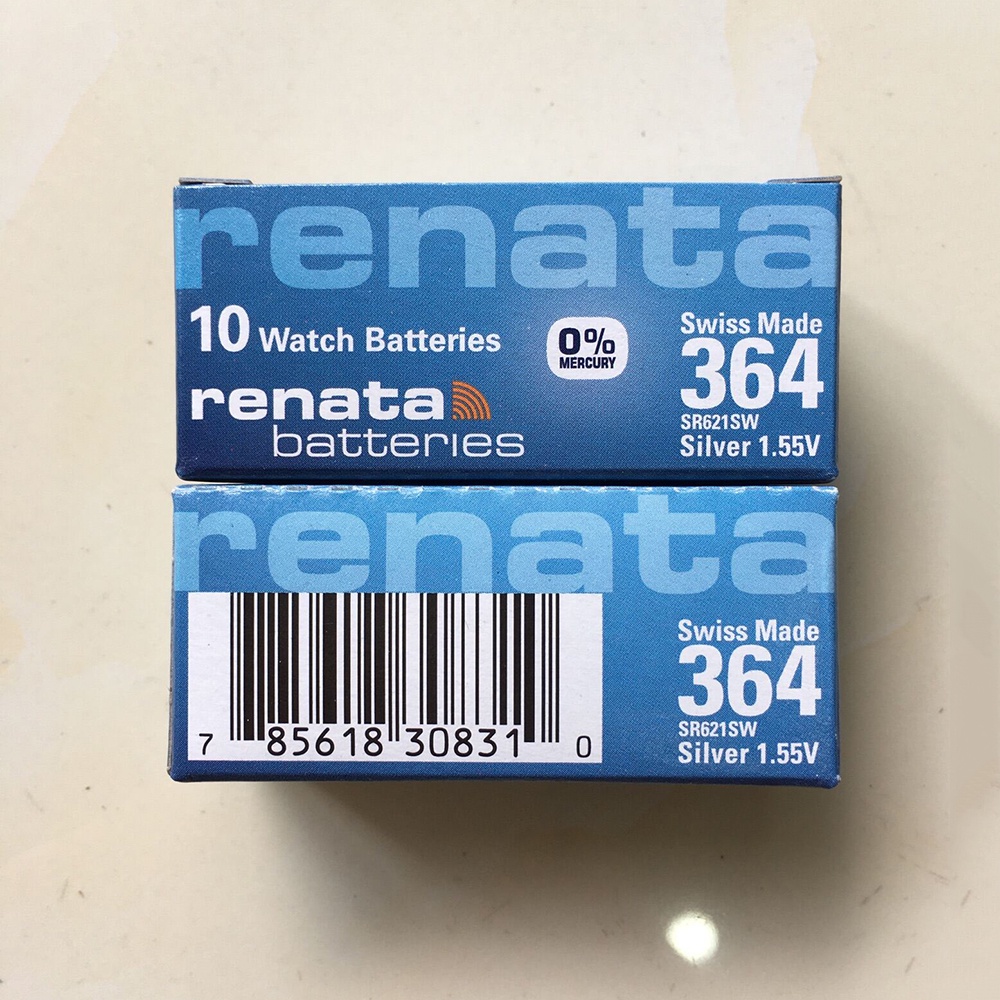 renata
10 Watch Batteries
renata
batteries
0%
MERCURY
Swiss Made
364
SR621SW
Silver 1.55V
renata
7 85618 30831 0
Swiss Made
364
SR621SW
Silver 1.55V